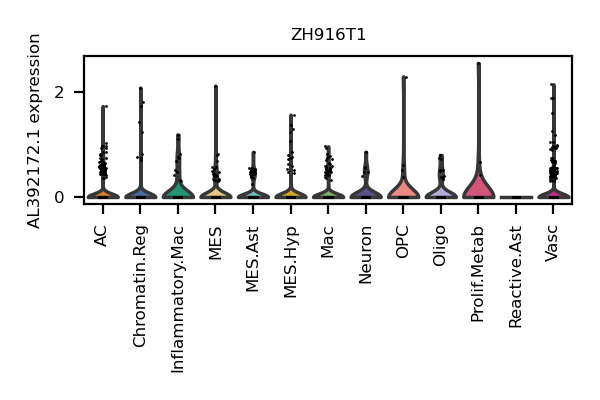 ZH916T1
AL392172.1 expression
2
0
AC
Chromatin.Reg
Inflammatory.Mac
MES
MES.Ast
MES.Hyp
Mac
Neuron
OPC
Oligo
Prolif.Metab
Reactive.Ast
Vasc